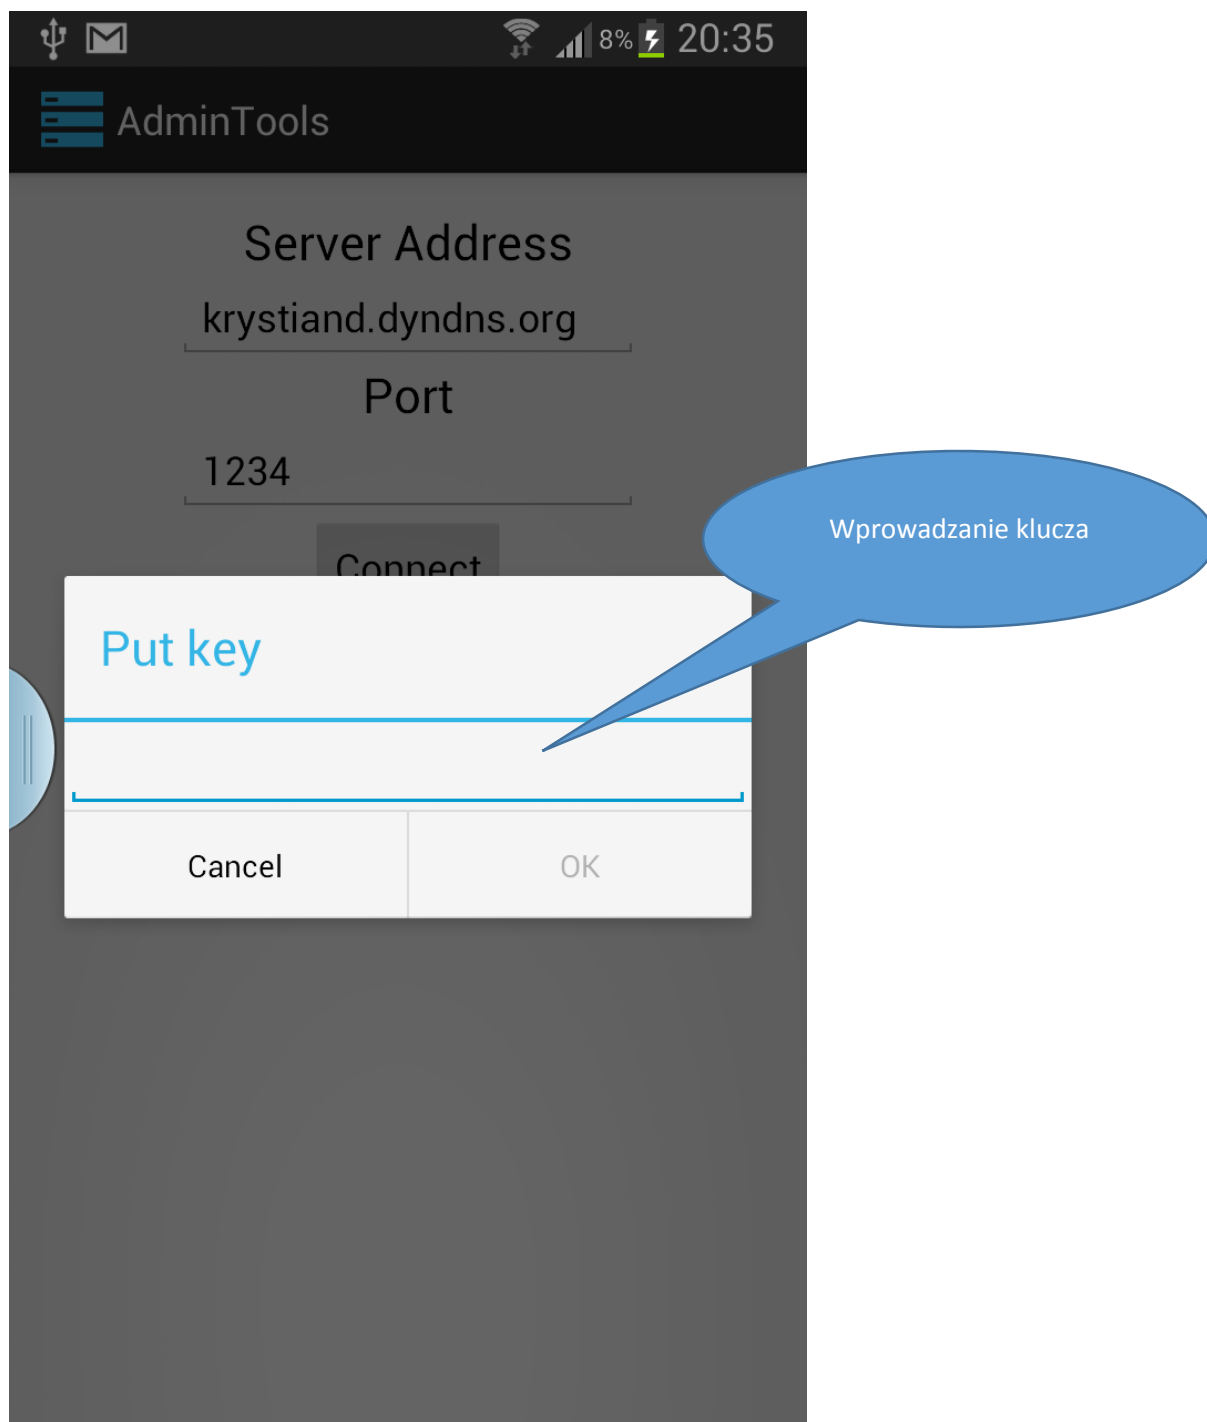 8% 20:35
AdminTools
Server Address
krystiand.dyndns.org
Port
1234
Wprowadzanie klucza
Connect
Put key
Cancel OK